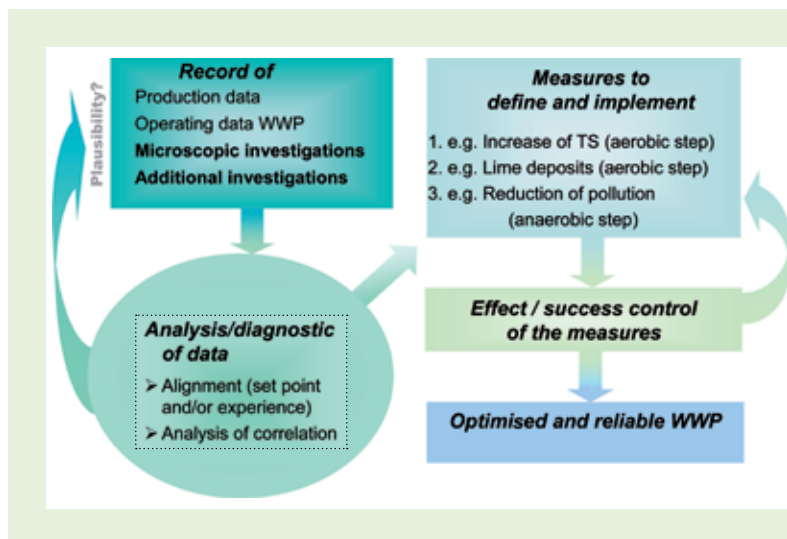 Plausibility?
Record of
Production data
Operating data WWP
Microscopic investigations
Additional investigations
Analysis/diagnostic
of data
➢ Alignment (set point
and/or experience)
➢ Analysis of correlation
Measures to
define and implement
1. e.g. Increase of TS (aerobic step)
2. e.g. Lime deposits (aerobic step)
3. e.g. Reduction of pollution
(anaerobic step)
Effect / success control
of the measures
Optimised and reliable WWP